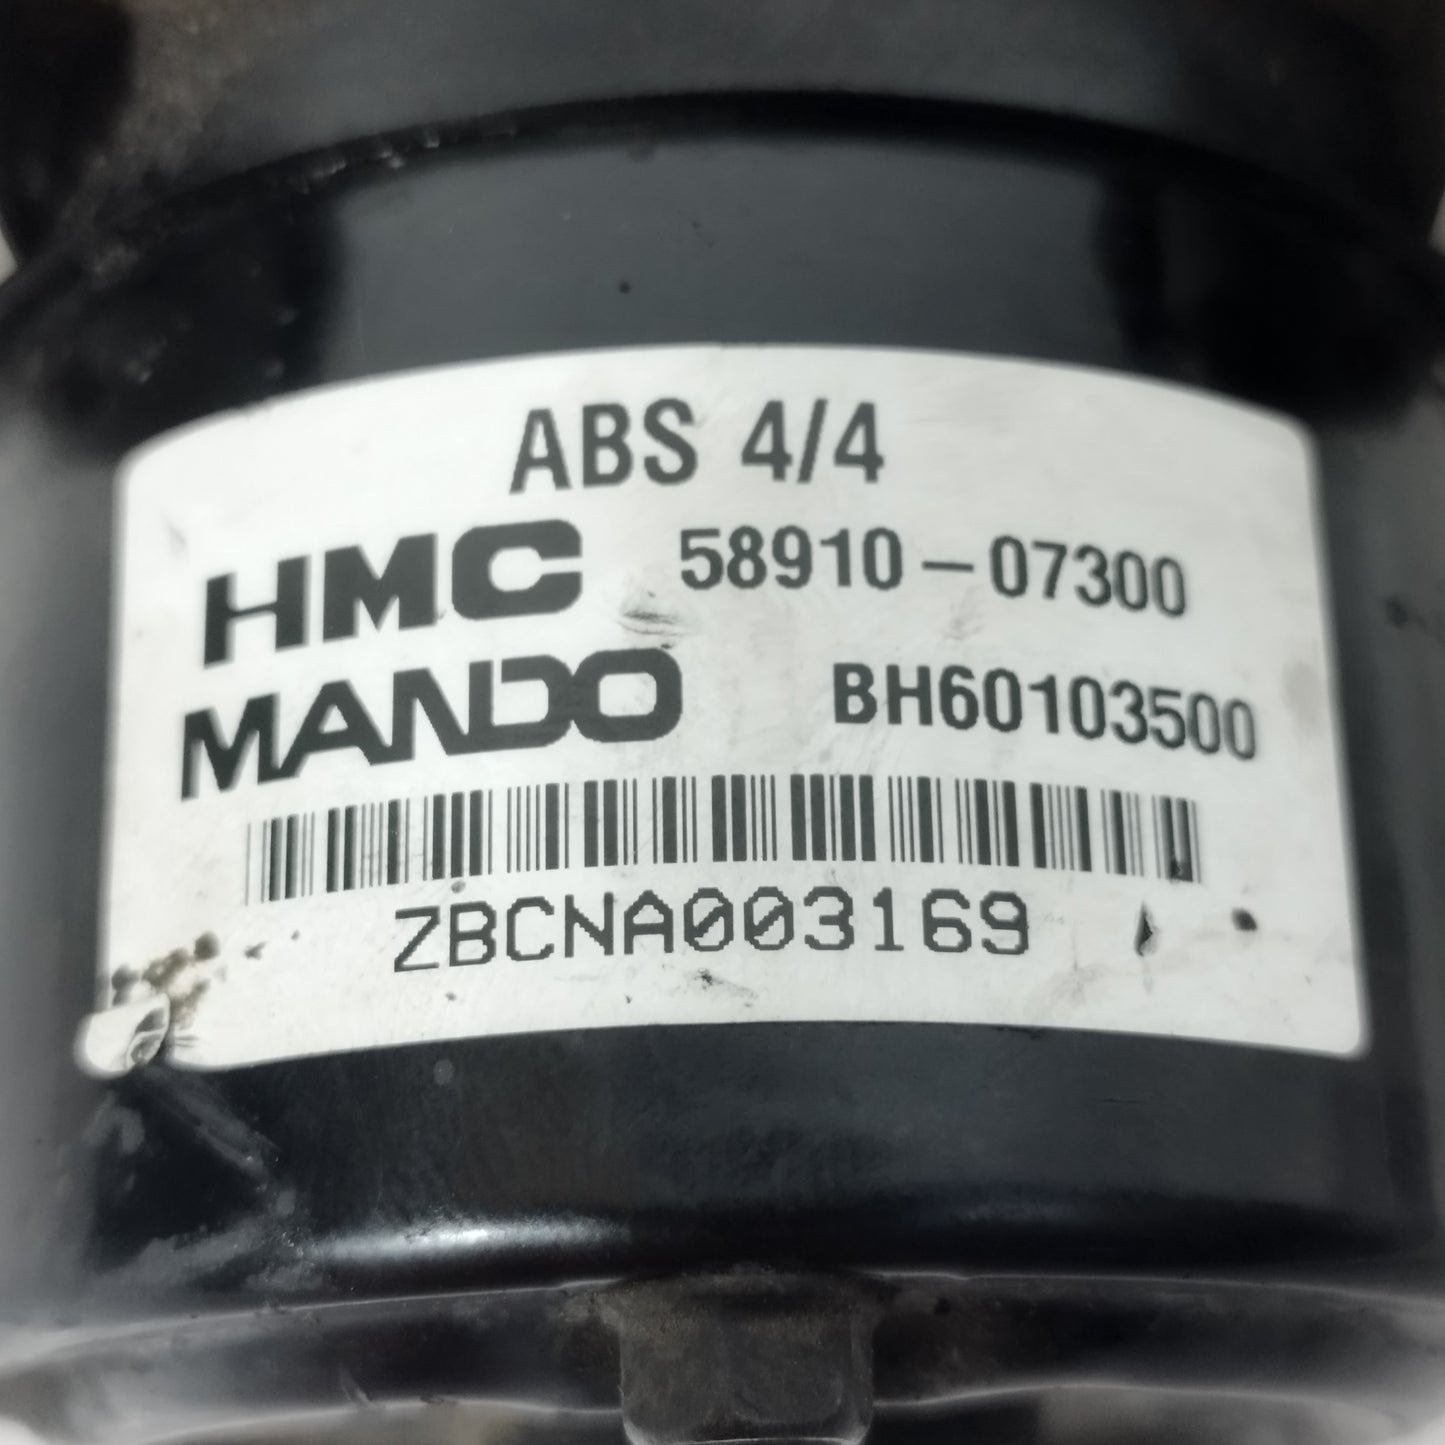 ABS 4/4
HMC 58910-07300
MANDO BH60103500
ZBCNA003169